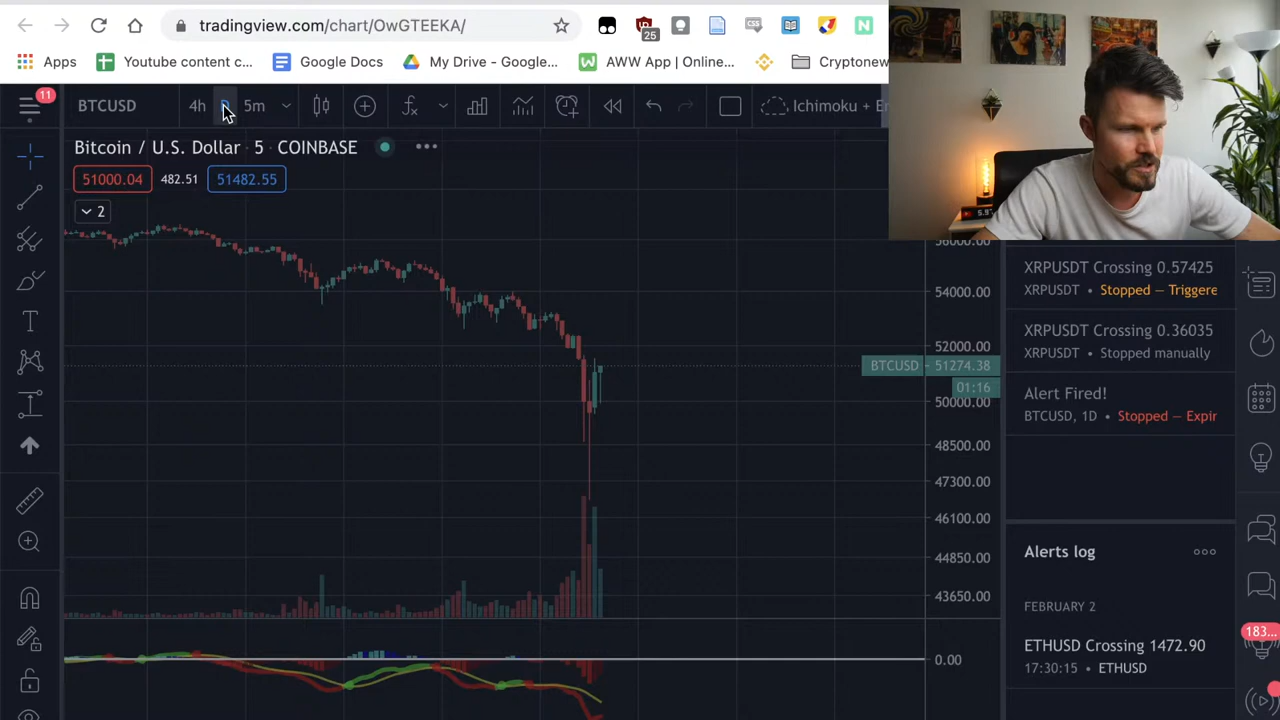 tradingview.com/chart/OwGTEEKA/
25
CSS
N
Apps
Youtube content c...
Google Docs
My Drive - Google...
AWW App | Online...
Cryptonew
11
BTCUSD
4h
D
5m
Ichimoku + E
Bitcoin / U.S. Dollar · 5 · COINBASE
51000.04
482.51
51482.55
2
56000.00
54000.00
52000.00
BTCUSD
51274.38
01:16
50000.00
48500.00
47300.00
46100.00
44850.00
43650.00
0.00
XRPUSDT Crossing 0.57425
XRPUSDT • Stopped — Triggere
XRPUSDT Crossing 0.36035
XRPUSDT • Stopped manually
Alert Fired!
BTCUSD, 1D • Stopped — Expir
Alerts log
FEBRUARY 2
ETHUSD Crossing 1472.90
17:30:15 • ETHUSD
183...